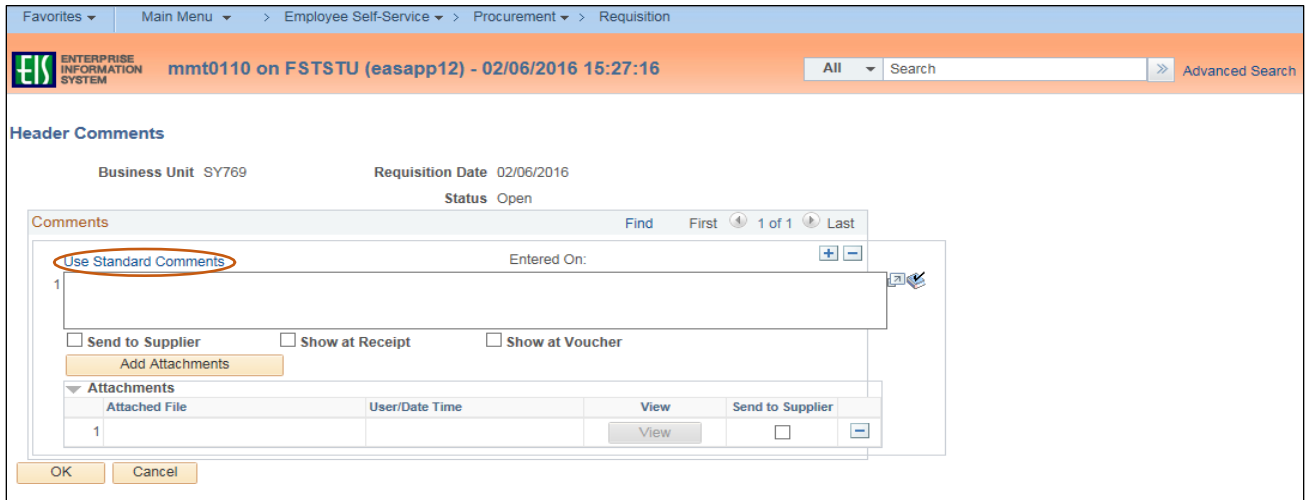 Favorites Main Menu > Employee Self-Service > Procurement > Requisition
EIS ENTERPRISE INFORMATION SYSTEM mmt0110 on FSTSTU (easapp12) - 02/06/2016 15:27:16 All Search » Advanced Search
Header Comments
Business Unit SY769 Requisition Date 02/06/2016
Status Open
Comments Find First 1 of 1 Last
Use Standard Comments Entered On: + −
1
Send to Supplier Show at Receipt Show at Voucher
Add Attachments
Attachments
Attached File User/Date Time View Send to Supplier
1 View −
OK Cancel